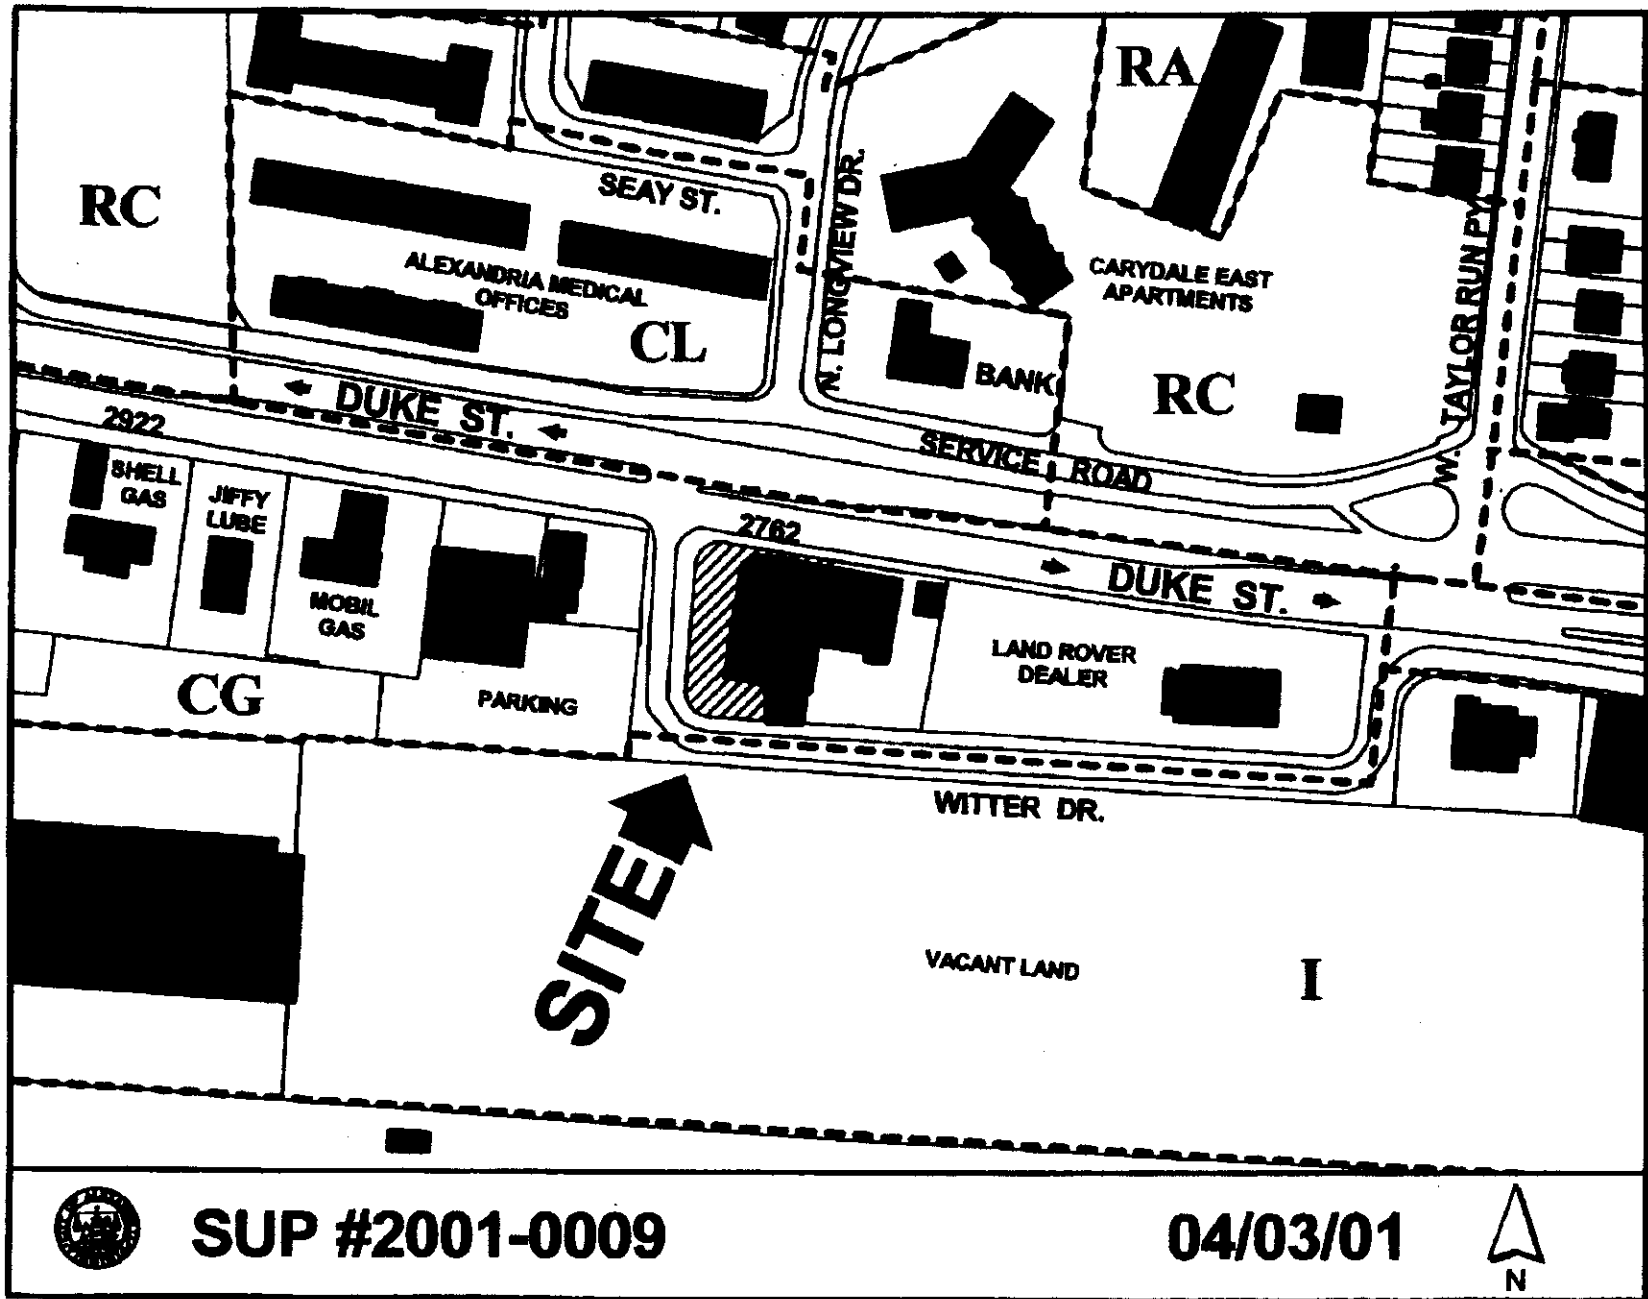 RA
RC
SEAY ST.
N. LONGVIEW DR.
ALEXANDRIA MEDICAL
OFFICES
CL
CARYDALE EAST
APARTMENTS
W. TAYLOR RUN PY
BANK
RC
DUKE ST.
2922
SERVICE ROAD
SHELL
GAS
JIFFY
LUBE
MOBIL
GAS
2762
DUKE ST.
LAND ROVER
DEALER
CG
PARKING
WITTER DR.
SITE
VACANT LAND
I
SUP #2001-0009
04/03/01
N